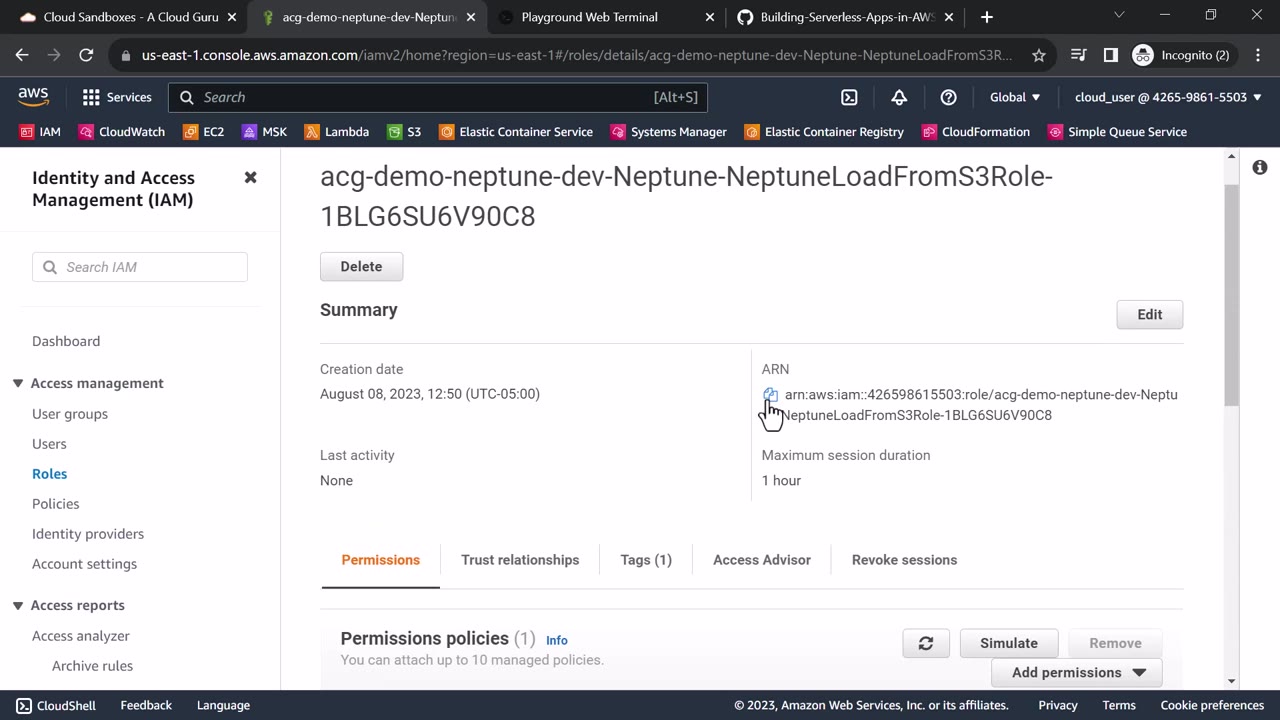 Cloud Sandboxes - A Cloud Guru
acg-demo-neptune-dev-Neptun
Playground Web Terminal
Building-Serverless-Apps-in-AWS
us-east-1.console.aws.amazon.com/iamv2/home?region=us-east-1#/roles/details/acg-demo-neptune-dev-Neptune-NeptuneLoadFromS3R...
Incognito (2)
aws
Services
Search
[Alt+S]
Global
cloud_user @ 4265-9861-5503
IAM
CloudWatch
EC2
MSK
Lambda
S3
Elastic Container Service
Systems Manager
Elastic Container Registry
CloudFormation
Simple Queue Service
Identity and Access
Management (IAM)
Search IAM
Dashboard
Access management
User groups
Users
Roles
Policies
Identity providers
Account settings
Access reports
Access analyzer
Archive rules
acg-demo-neptune-dev-Neptune-NeptuneLoadFromS3Role-
1BLG6SU6V90C8
Delete
Summary
Edit
Creation date
August 08, 2023, 12:50 (UTC-05:00)
ARN
arn:aws:iam::426598615503:role/acg-demo-neptune-dev-Neptu
NeptuneLoadFromS3Role-1BLG6SU6V90C8
Last activity
None
Maximum session duration
1 hour
Permissions
Trust relationships
Tags (1)
Access Advisor
Revoke sessions
Permissions policies (1) Info
You can attach up to 10 managed policies.
Simulate
Remove
Add permissions
CloudShell
Feedback
Language
© 2023, Amazon Web Services, Inc. or its affiliates.
Privacy
Terms
Cookie preferences